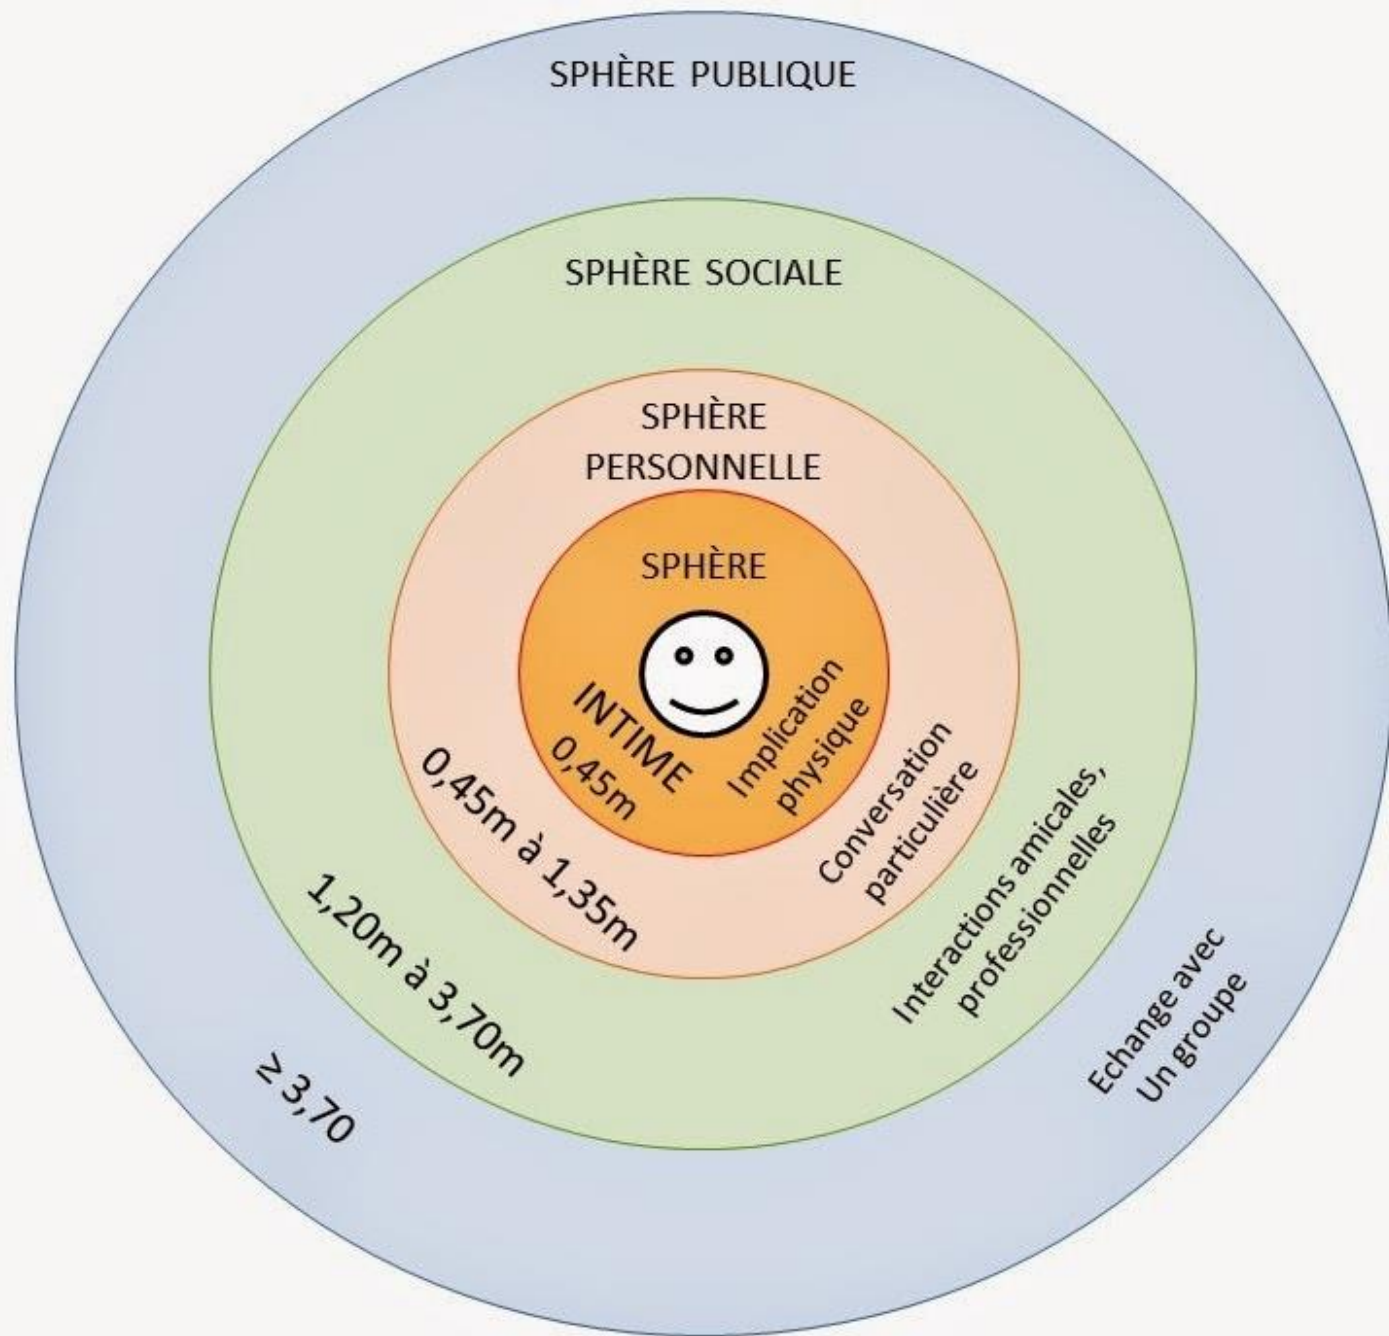 SPHÈRE PUBLIQUE
SPHÈRE SOCIALE
SPHÈRE
PERSONNELLE
SPHÈRE
INTIME
0,45m
Implication
physique
0,45m à 1,35m
Conversation
particulière
1,20m à 3,70m
Interactions amicales,
professionnelles
≥ 3,70
Echange avec
Un groupe